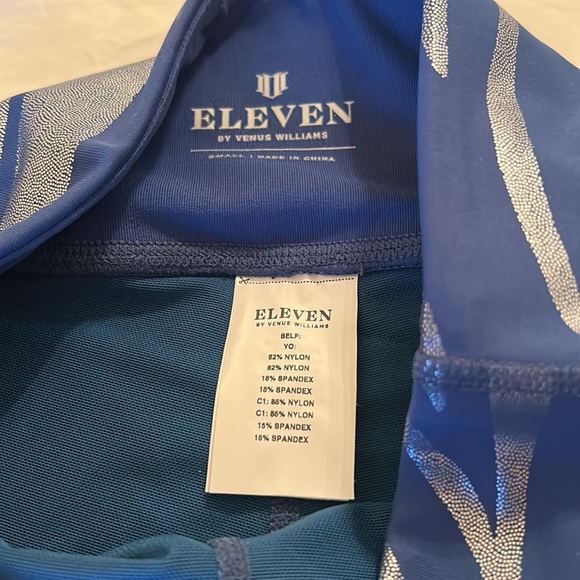 ELEVEN
BY VENUS WILLIAMS
SMALL | MADE IN CHINA
ELEVEN
BY VENUS WILLIAMS
SELF:
YO:
82% NYLON
82% NYLON
18% SPANDEX
18% SPANDEX
C1: 85% NYLON
C1: 85% NYLON
15% SPANDEX
15% SPANDEX